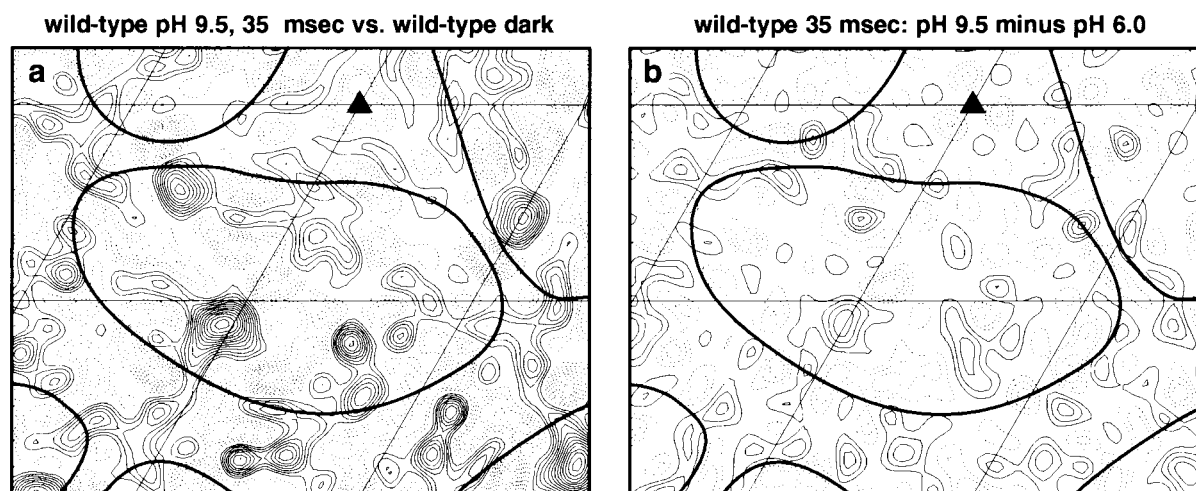 wild-type pH 9.5, 35 msec vs. wild-type dark
wild-type 35 msec: pH 9.5 minus pH 6.0
a
b